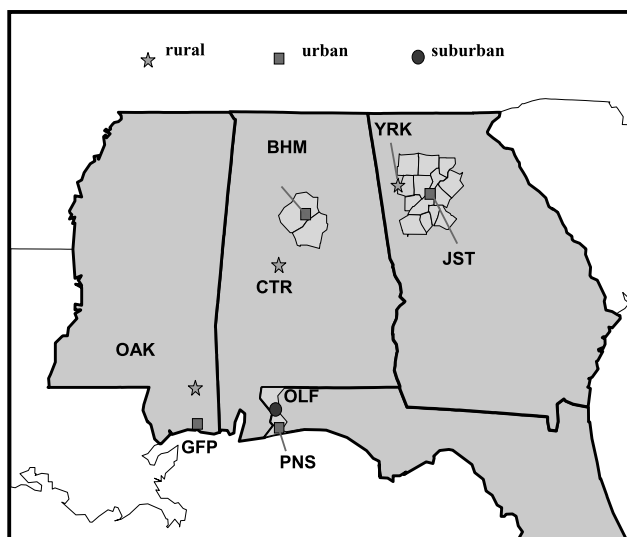 rural urban suburban
YRK
BHM
JST
CTR
OAK
OLF
GFP
PNS